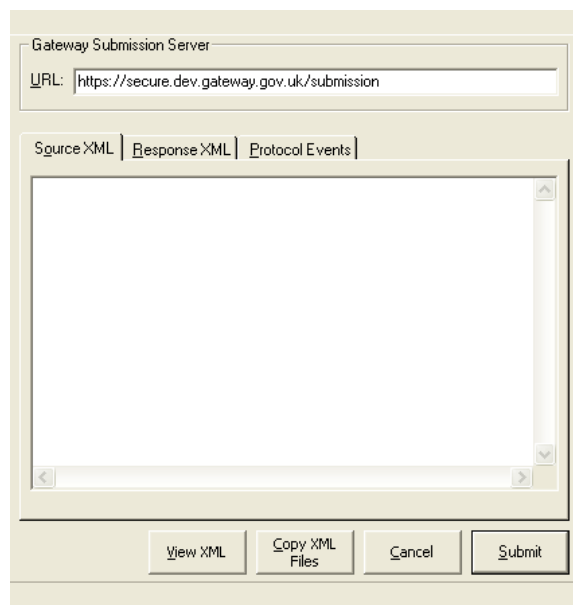 Gateway Submission Server
URL: https://secure.dev.gateway.gov.uk/submission
Source XML Response XML Protocol Events
View XML Copy XML Files Cancel Submit